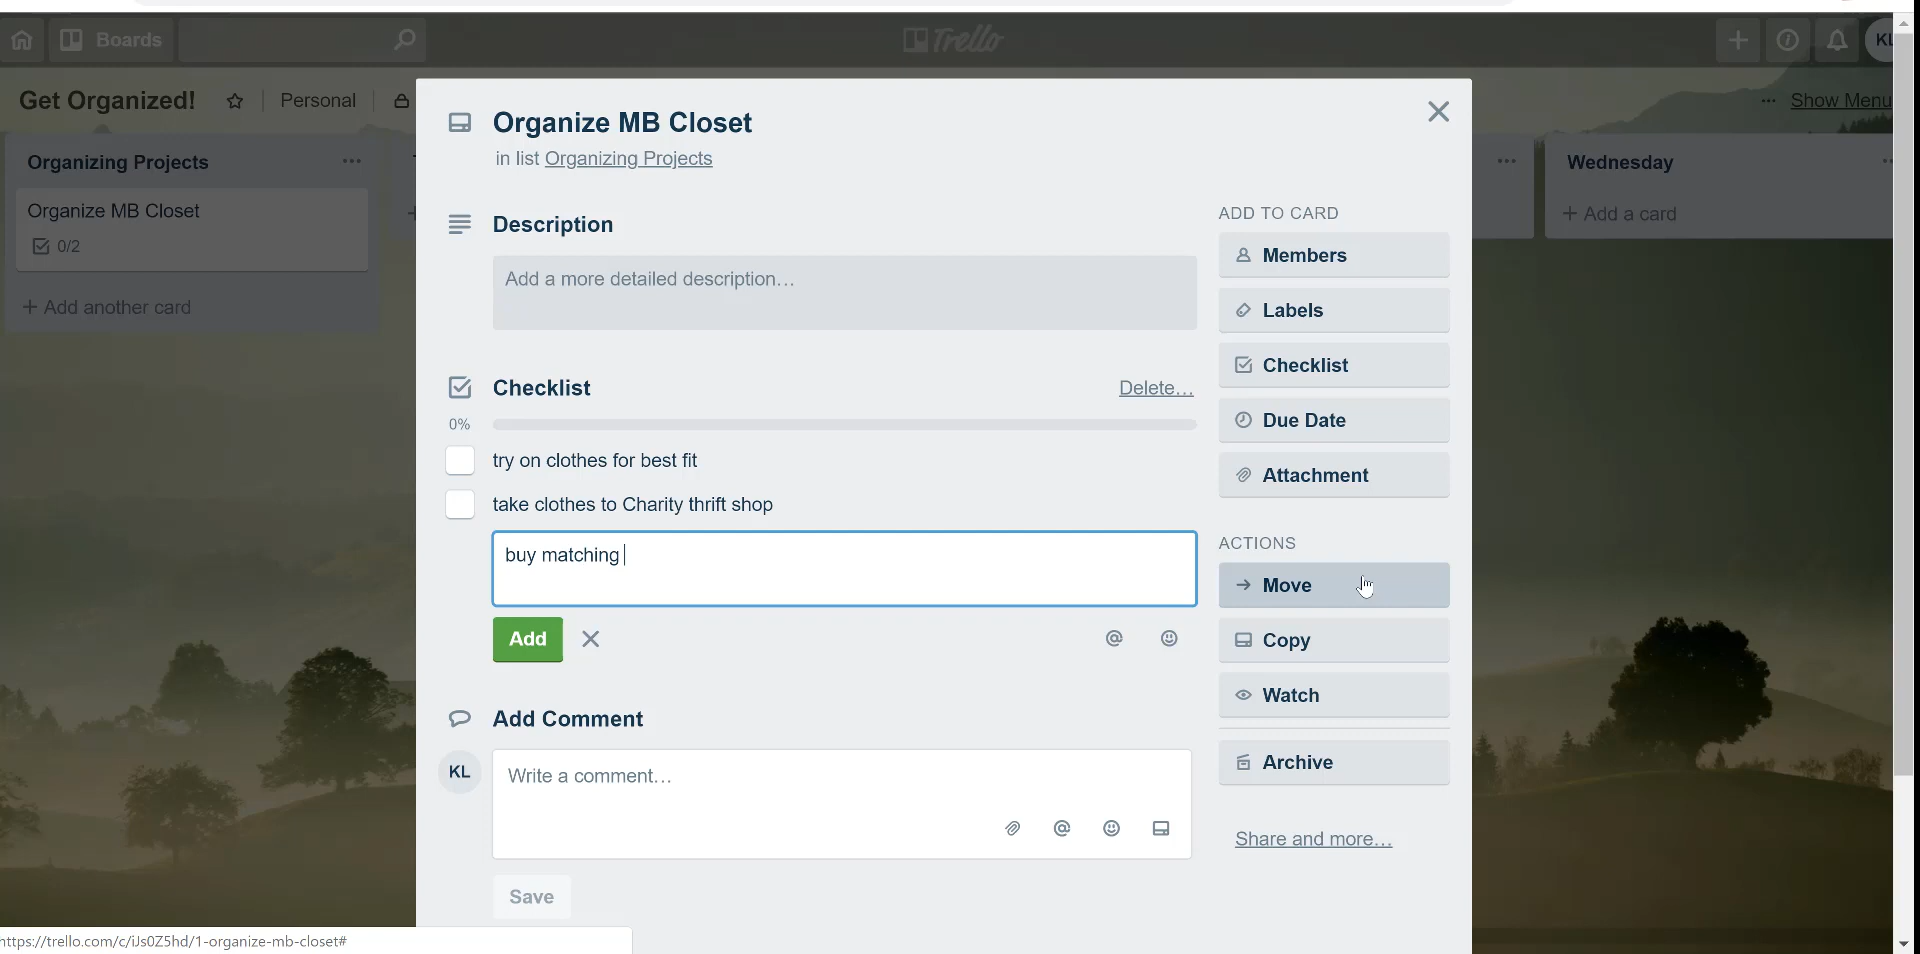 Boards
Trello
KL
Get Organized!
Personal
Show Menu
Organizing Projects
Organize MB Closet
0/2
+ Add another card
Wednesday
+ Add a card
Organize MB Closet
in list Organizing Projects
Description
Add a more detailed description…
Checklist
Delete…
0%
try on clothes for best fit
take clothes to Charity thrift shop
buy matching
Add
Add Comment
KL
Write a comment…
Save
ADD TO CARD
Members
Labels
Checklist
Due Date
Attachment
ACTIONS
Move
Copy
Watch
Archive
Share and more…
https://trello.com/c/iJs0Z5hd/1-organize-mb-closet#